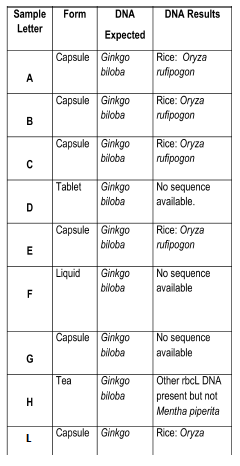 Sample Letter Form DNA Expected DNA Results
A Capsule Ginkgo biloba Rice: Oryza rufipogon
B Capsule Ginkgo biloba Rice: Oryza rufipogon
C Capsule Ginkgo biloba Rice: Oryza rufipogon
D Tablet Ginkgo biloba No sequence available.
E Capsule Ginkgo biloba Rice: Oryza rufipogon
F Liquid Ginkgo biloba No sequence available
G Capsule Ginkgo biloba No sequence available
H Tea Ginkgo biloba Other rbcL DNA present but not Mentha piperita
L Capsule Ginkgo Rice: Oryza